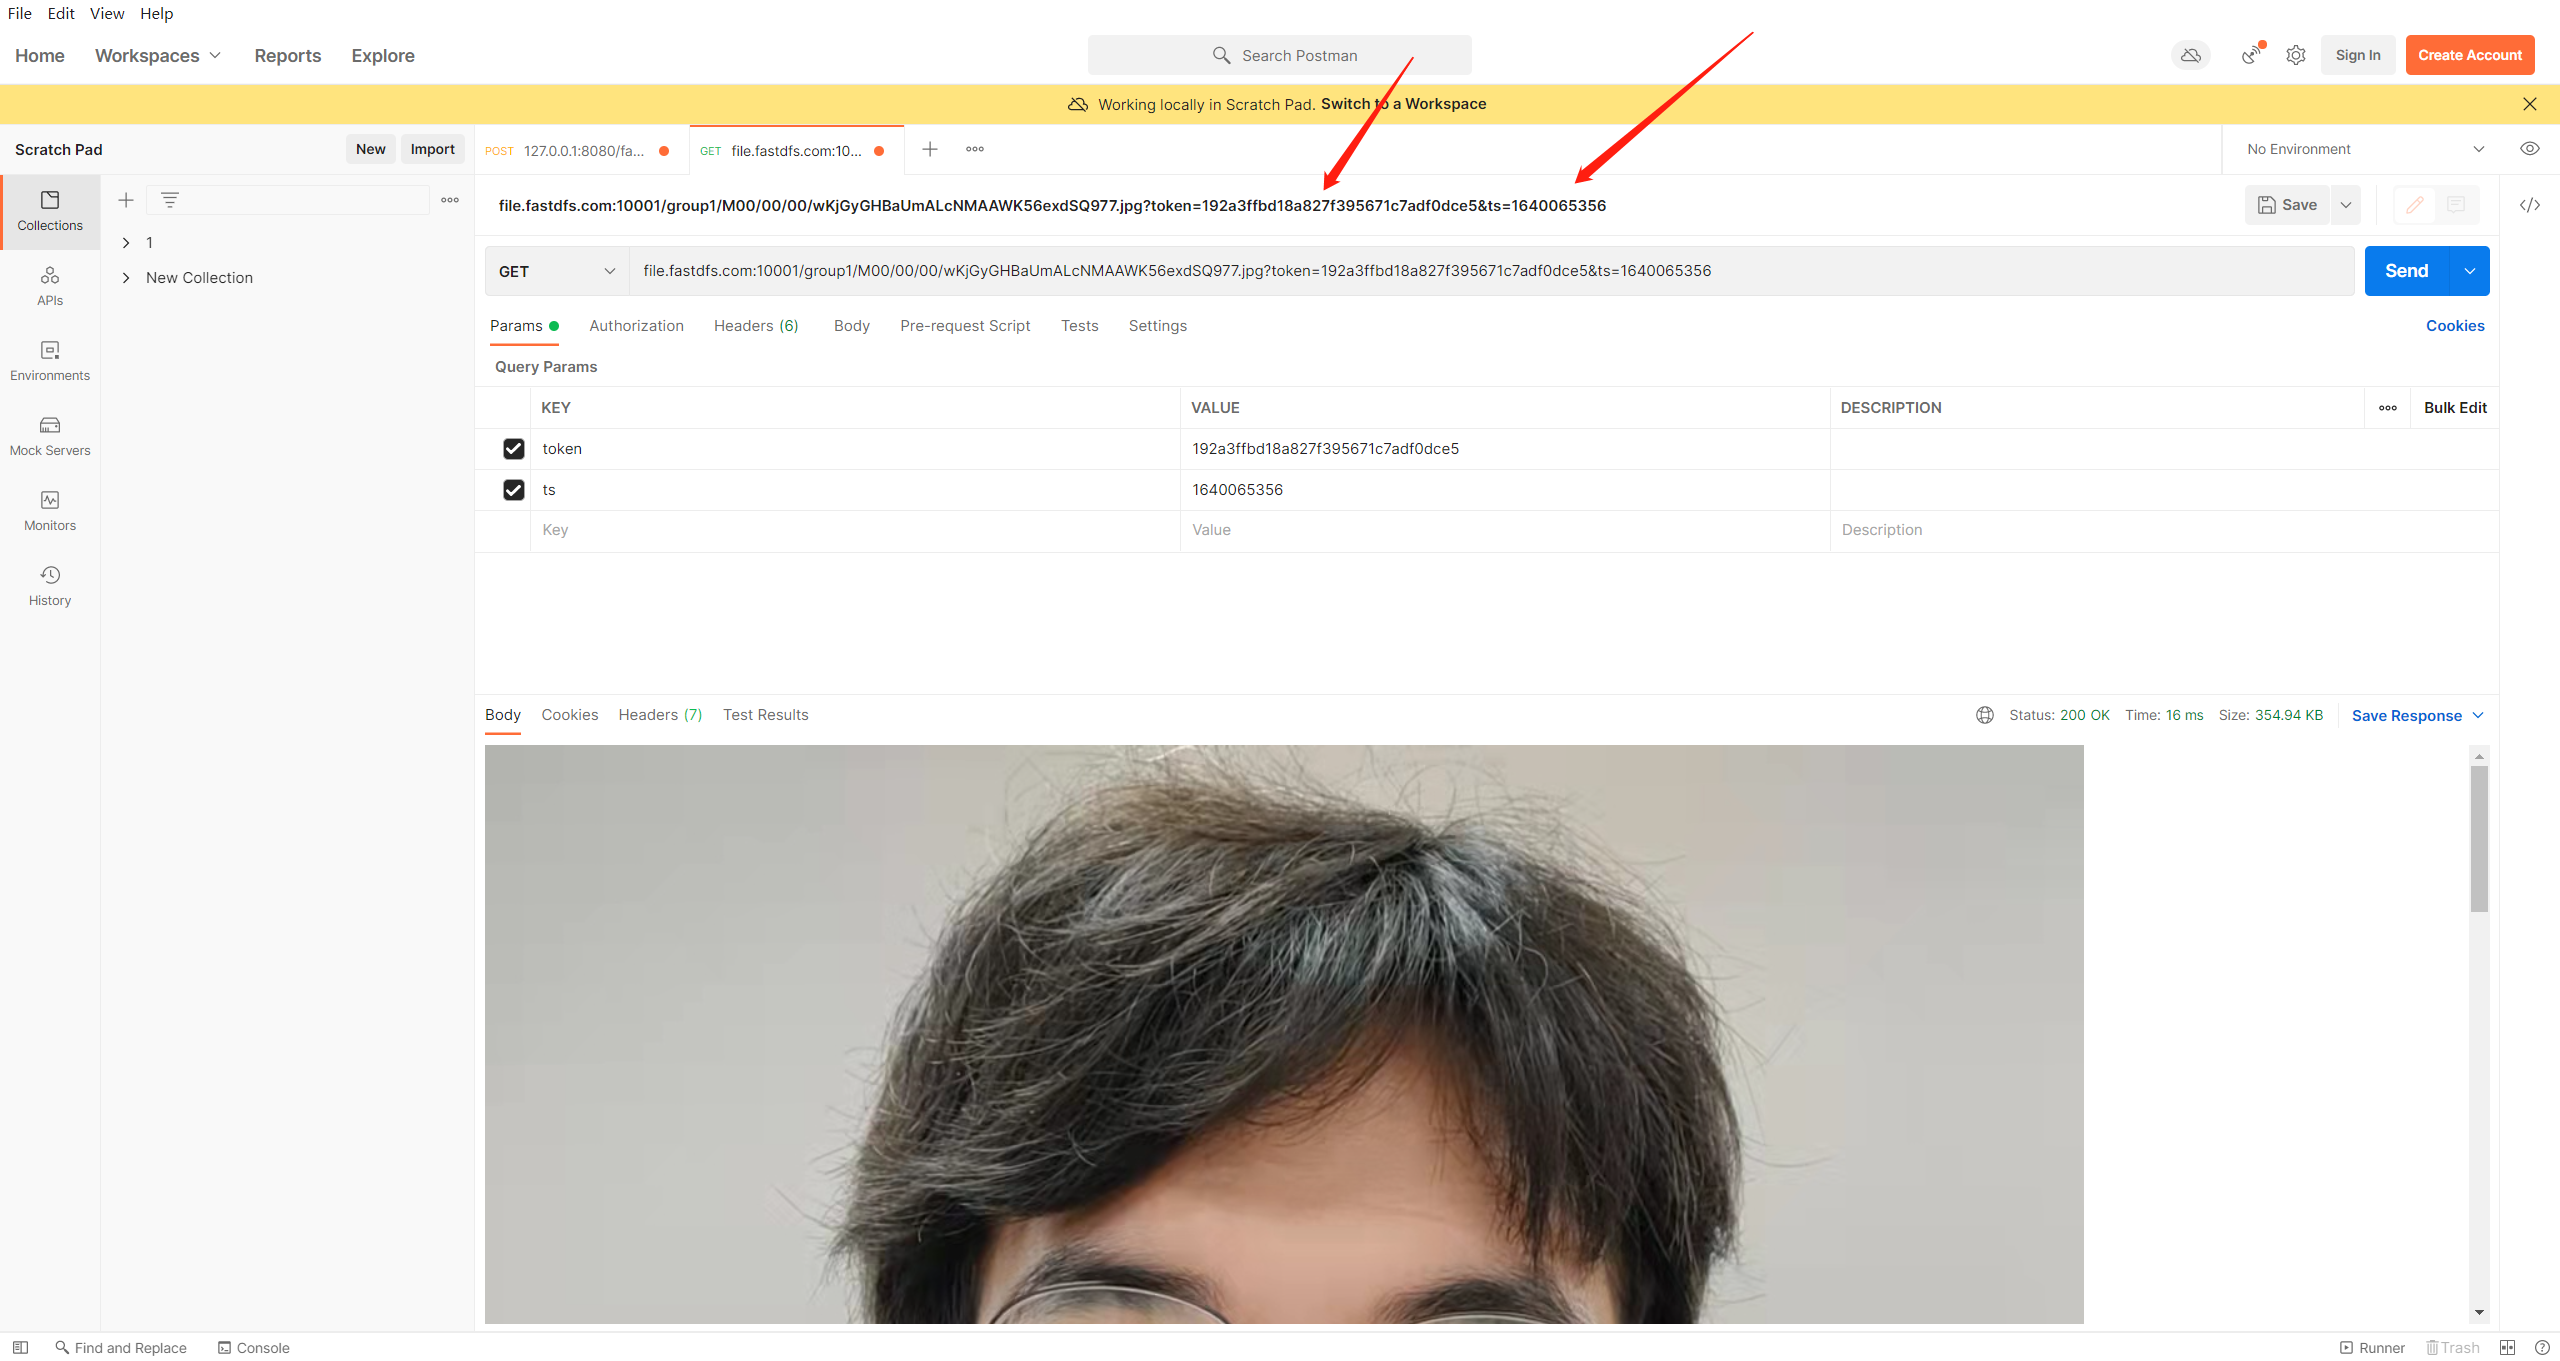 File Edit View Help
Home Workspaces Reports Explore Search Postman Sign In Create Account
Working locally in Scratch Pad. Switch to a Workspace
Scratch Pad New Import POST 127.0.0.1:8080/fa... GET file.fastdfs.com:10... No Environment
file.fastdfs.com:10001/group1/M00/00/00/wKjGyGHBaUmALcNMAAWK56exdSQ977.jpg?token=192a3ffbd18a827f395671c7adf0dce5&ts=1640065356 Save
Collections
1
GET file.fastdfs.com:10001/group1/M00/00/00/wKjGyGHBaUmALcNMAAWK56exdSQ977.jpg?token=192a3ffbd18a827f395671c7adf0dce5&ts=1640065356 Send
New Collection
APIs
Params Authorization Headers (6) Body Pre-request Script Tests Settings Cookies
Environments
Query Params
KEY VALUE DESCRIPTION Bulk Edit
Mock Servers
token 192a3ffbd18a827f395671c7adf0dce5
ts 1640065356
Monitors
Key Value Description
History
Body Cookies Headers (7) Test Results Status: 200 OK Time: 16 ms Size: 354.94 KB Save Response
Find and Replace Console Runner Trash